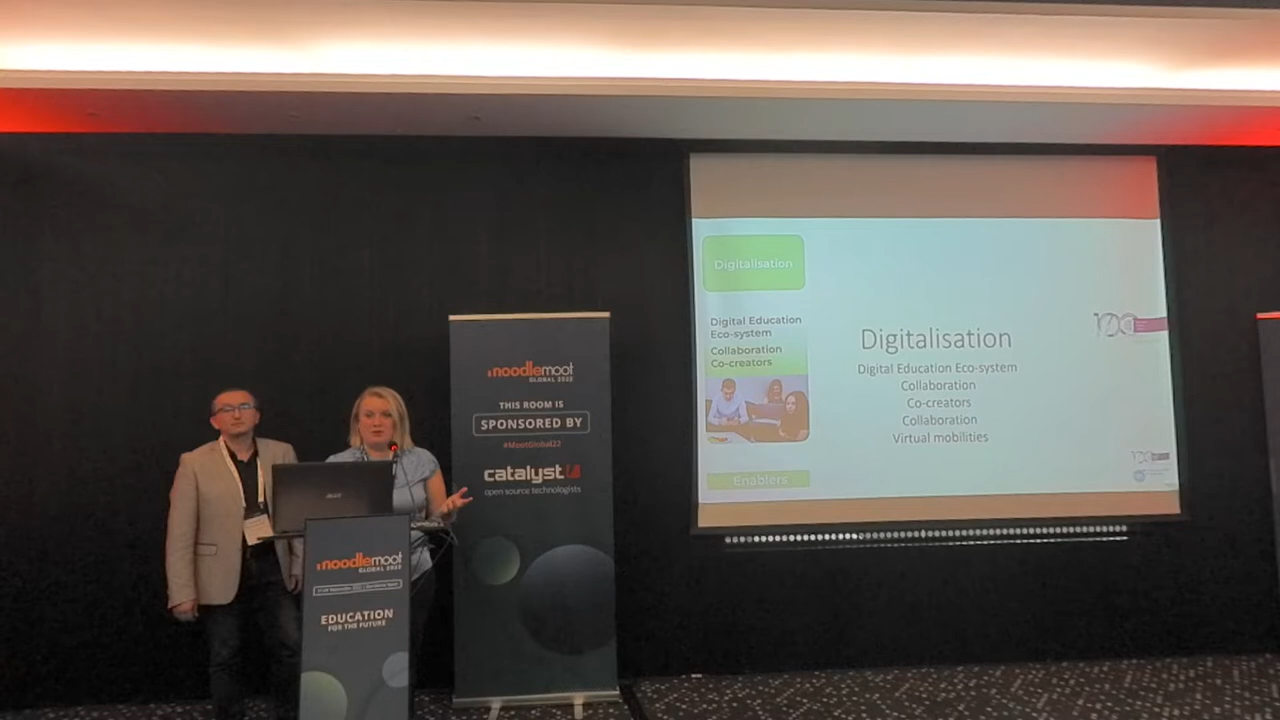 moodlemoot
GLOBAL 2022
THIS ROOM IS
SPONSORED BY
#MootGlobal22
catalyst
open source technologists
acer
moodlemoot
GLOBAL 2022
EDUCATION
FOR THE FUTURE
Digitalisation
Digital Education
Eco-system
Collaboration
Co-creators
Enablers
Digitalisation
Digital Education Eco-system
Collaboration
Co-creators
Collaboration
Virtual mobilities
100
100